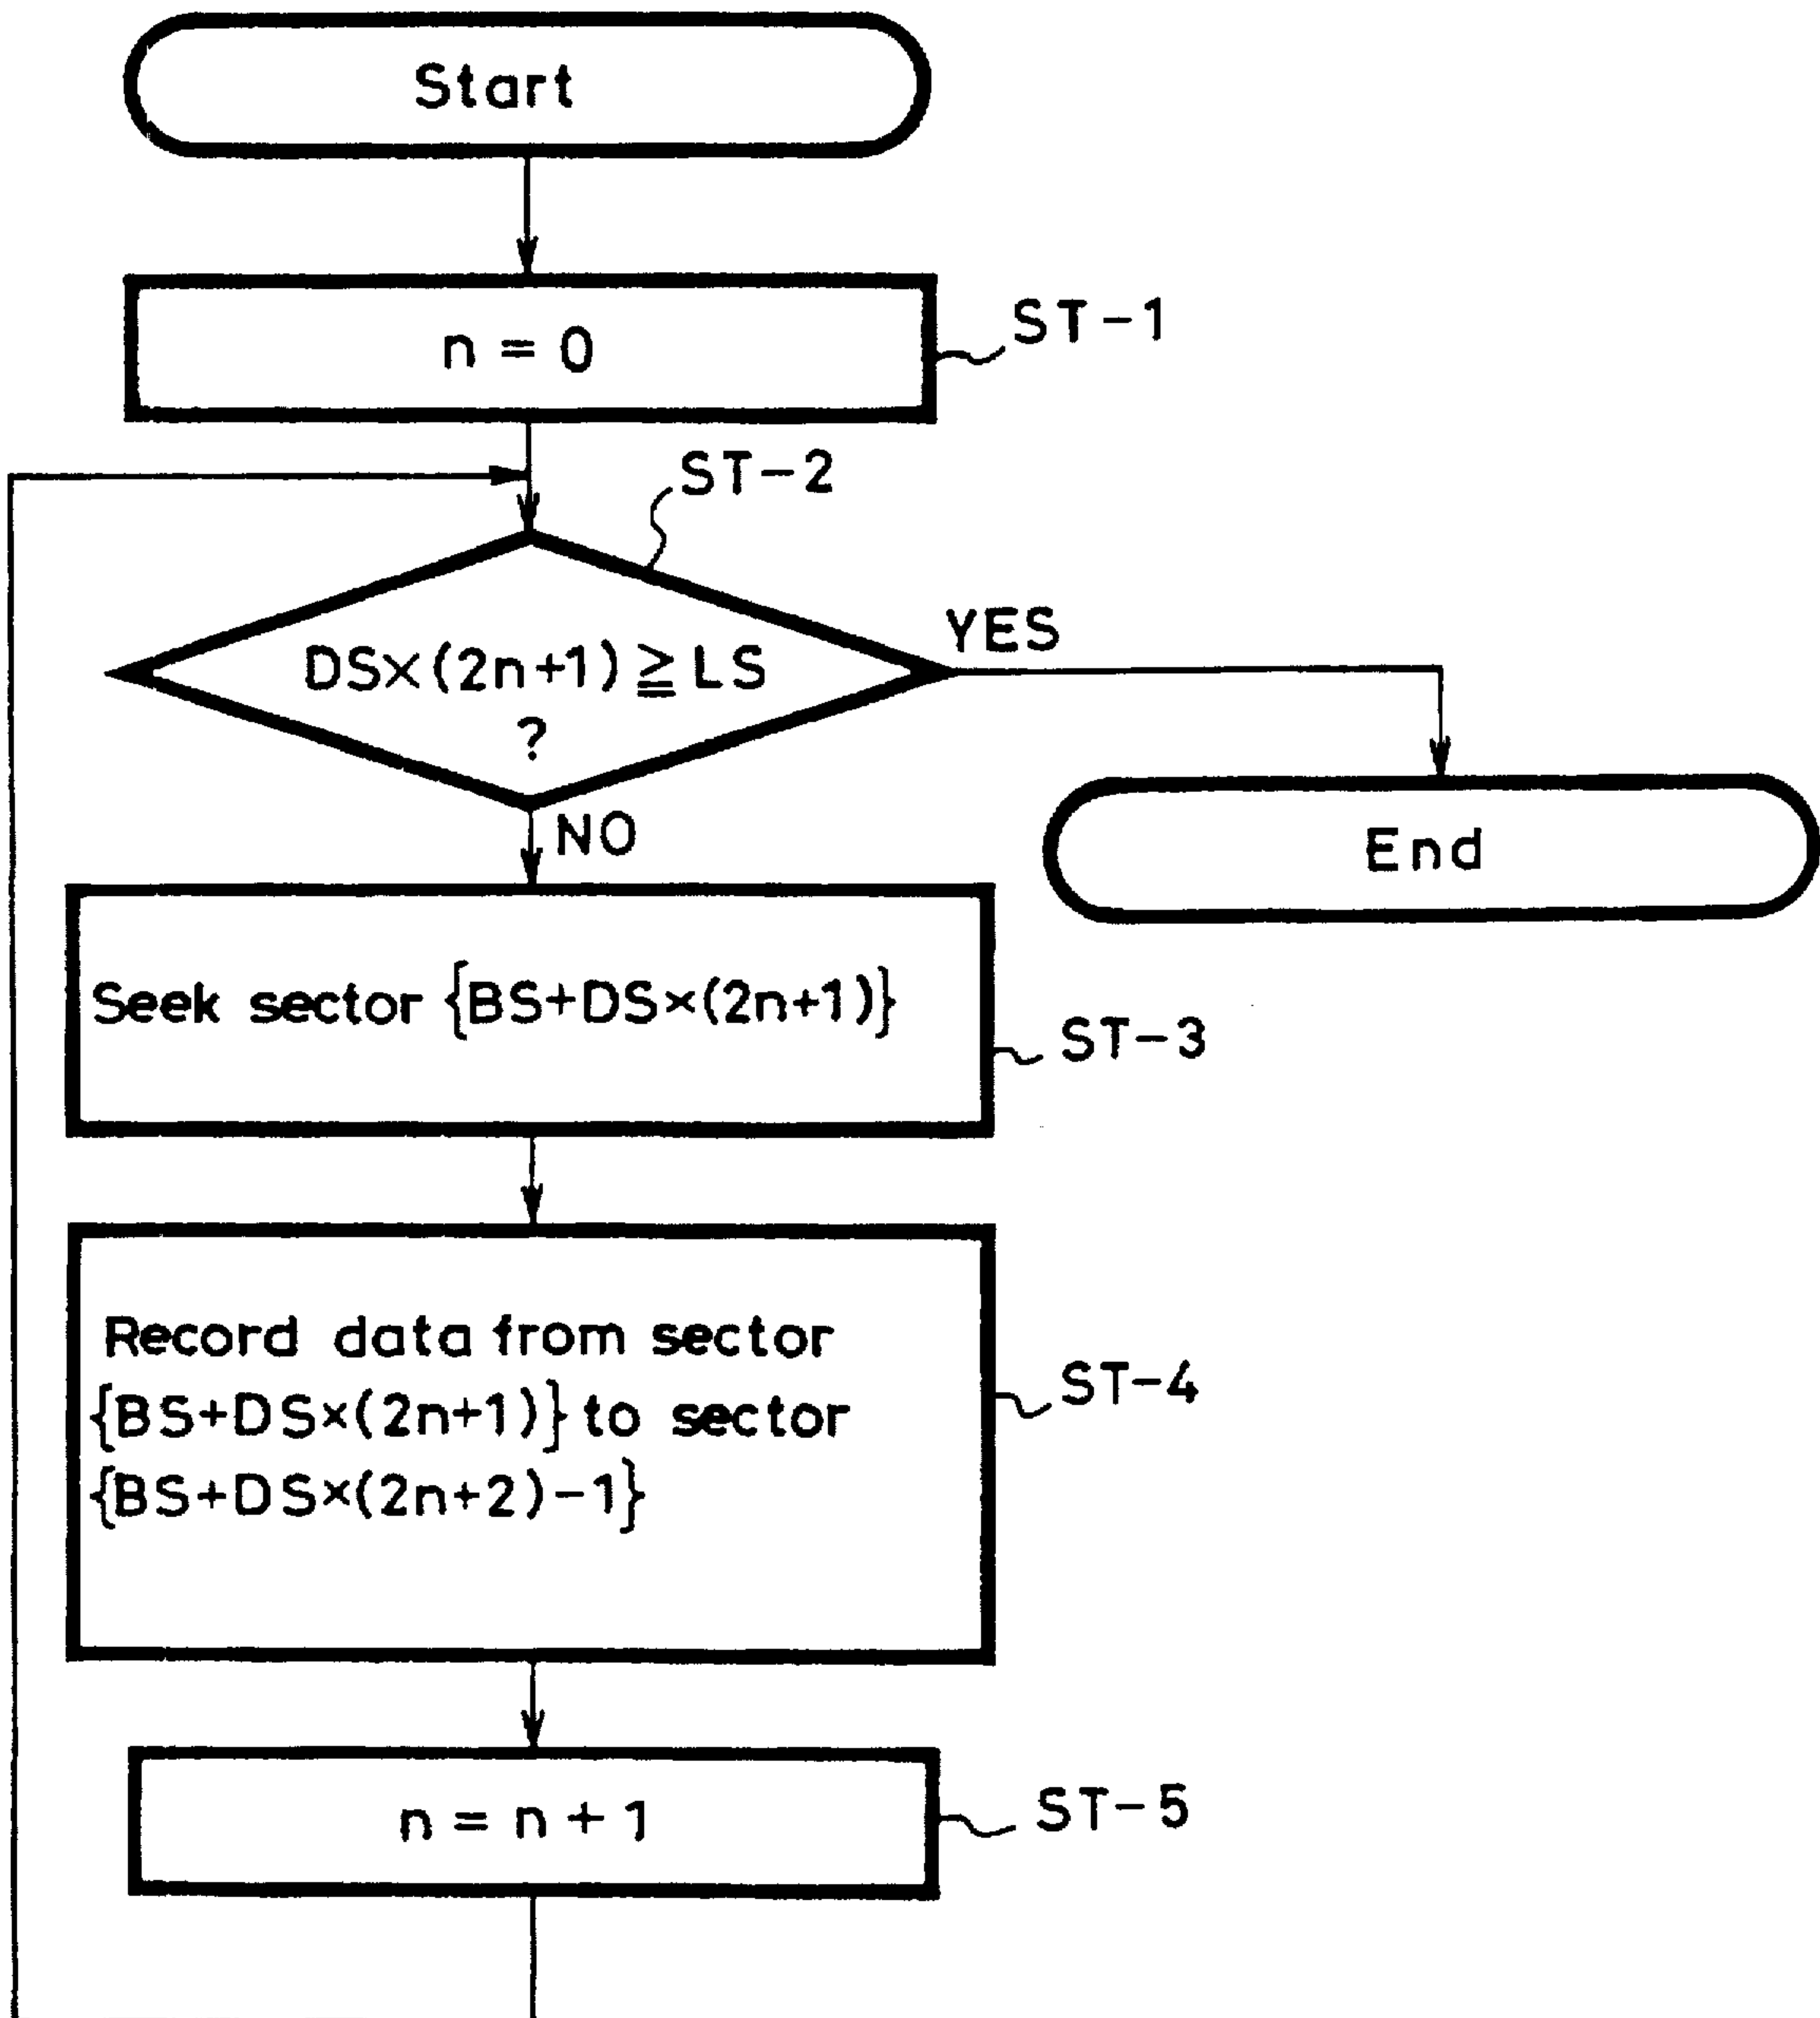 Start
n = 0
ST-1
ST-2
DS×(2n+1) ≧ LS
?
YES
NO
End
Seek sector {BS+DS×(2n+1)}
ST-3
Record data from sector
{BS+DS×(2n+1)} to sector
{BS+DS×(2n+2)-1}
ST-4
n = n + 1
ST-5